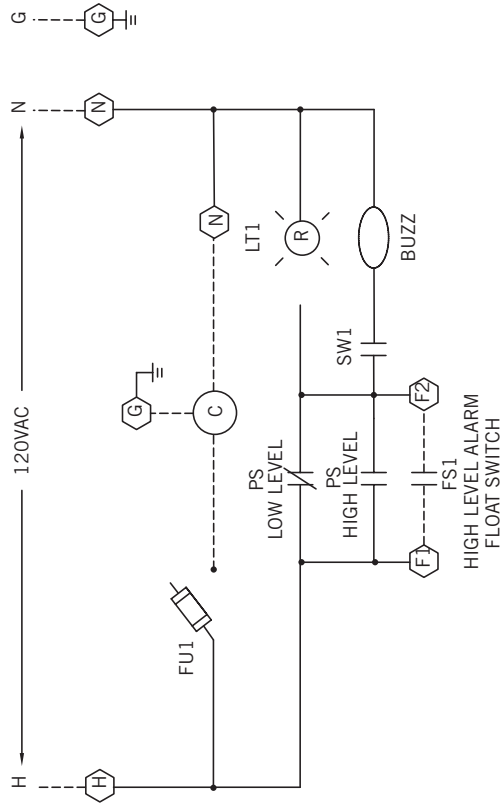 H
120VAC
N
G
H
N
G
FU1
G
C
N
PS
LOW LEVEL
LT1
R
PS
HIGH LEVEL
SW1
BUZZ
F1
F2
FS1
HIGH LEVEL ALARM
FLOAT SWITCH